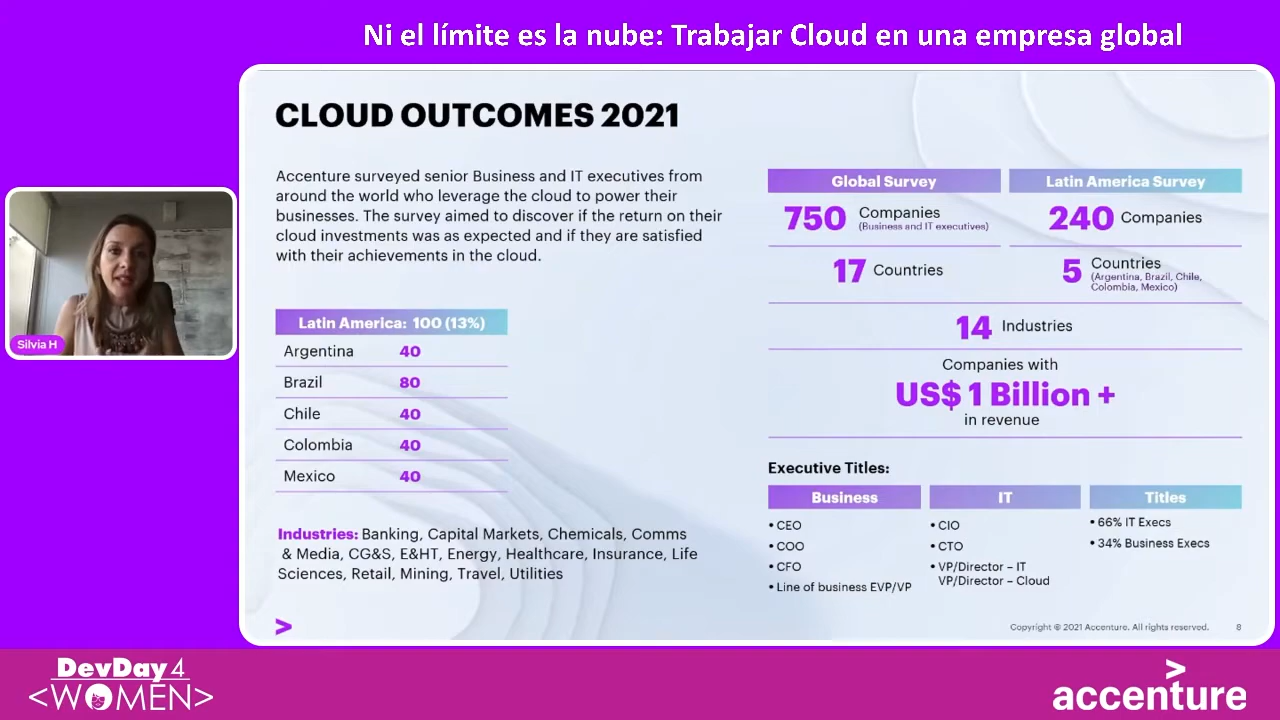 Ni el límite es la nube: Trabajar Cloud en una empresa global
CLOUD OUTCOMES 2021
Accenture surveyed senior Business and IT executives from
around the world who leverage the cloud to power their
businesses. The survey aimed to discover if the return on their
cloud investments was as expected and if they are satisfied
with their achievements in the cloud.
Latin America: 100 (13%)
Argentina 40
Brazil 80
Chile 40
Colombia 40
Mexico 40
Industries: Banking, Capital Markets, Chemicals, Comms
& Media, CG&S, E&HT, Energy, Healthcare, Insurance, Life
Sciences, Retail, Mining, Travel, Utilities
Global Survey
Latin America Survey
750 Companies
(Business and IT executives)
240 Companies
17 Countries
5 Countries
(Argentina, Brazil, Chile,
Colombia, Mexico)
14 Industries
Companies with
US$ 1 Billion +
in revenue
Executive Titles:
Business
• CEO
• COO
• CFO
• Line of business EVP/VP
IT
• CIO
• CTO
• VP/Director – IT
VP/Director – Cloud
Titles
• 66% IT Execs
• 34% Business Execs
>
Copyright © 2021 Accenture. All rights reserved. 8
Silvia H
DevDay4
<WOMEN>
>
accenture